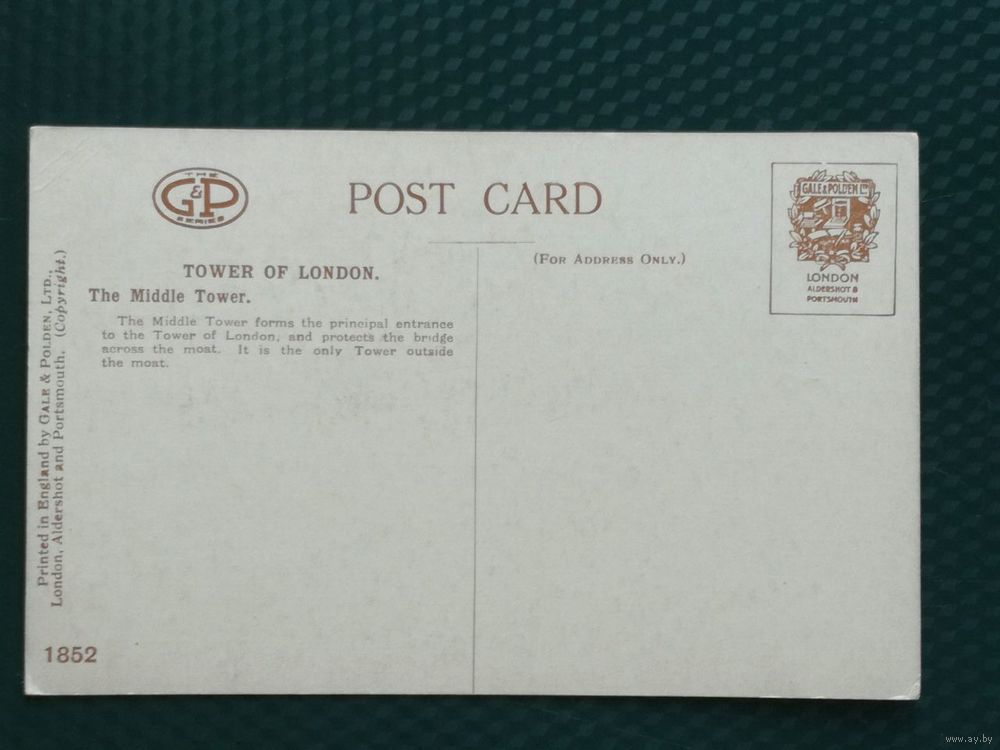 THE
G&P
SERIES
POST CARD
GALE & POLDEN LTD
LONDON
ALDERSHOT &
PORTSMOUTH
(FOR ADDRESS ONLY.)
TOWER OF LONDON.
The Middle Tower.
The Middle Tower forms the principal entrance
to the Tower of London, and protects the bridge
across the moat. It is the only Tower outside
the moat.
Printed in England by GALE & POLDEN, LTD.,
London, Aldershot and Portsmouth. (Copyright.)
1852
www.ay.by